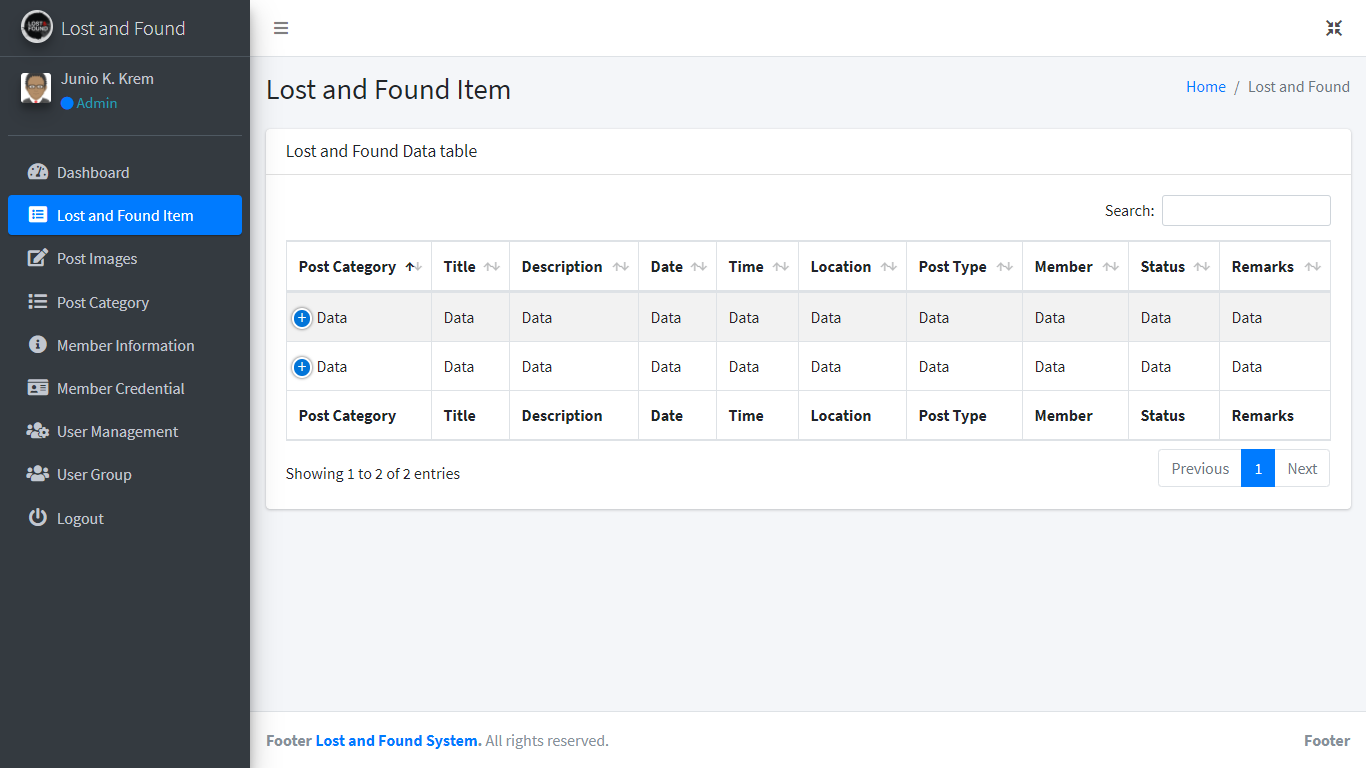 LOST FOUND
Lost and Found
Junio K. Krem
Admin
Dashboard
Lost and Found Item
Post Images
Post Category
Member Information
Member Credential
User Management
User Group
Logout
Lost and Found Item
Home / Lost and Found
Lost and Found Data table
Search:
Post Category Title Description Date Time Location Post Type Member Status Remarks
Data Data Data Data Data Data Data Data Data Data
Data Data Data Data Data Data Data Data Data Data
Post Category Title Description Date Time Location Post Type Member Status Remarks
Showing 1 to 2 of 2 entries
Previous 1 Next
Footer Lost and Found System. All rights reserved.
Footer